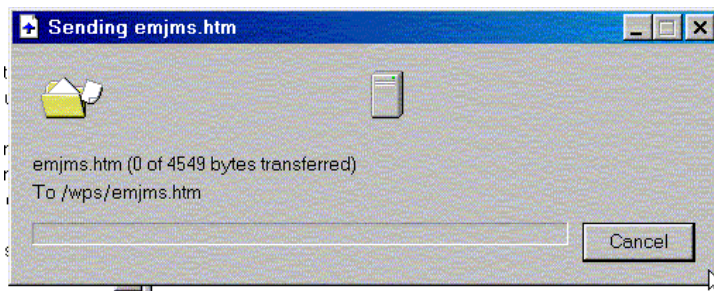 Sending emjms.htm
emjms.htm (0 of 4549 bytes transferred)
To /wps/emjms.htm
Cancel